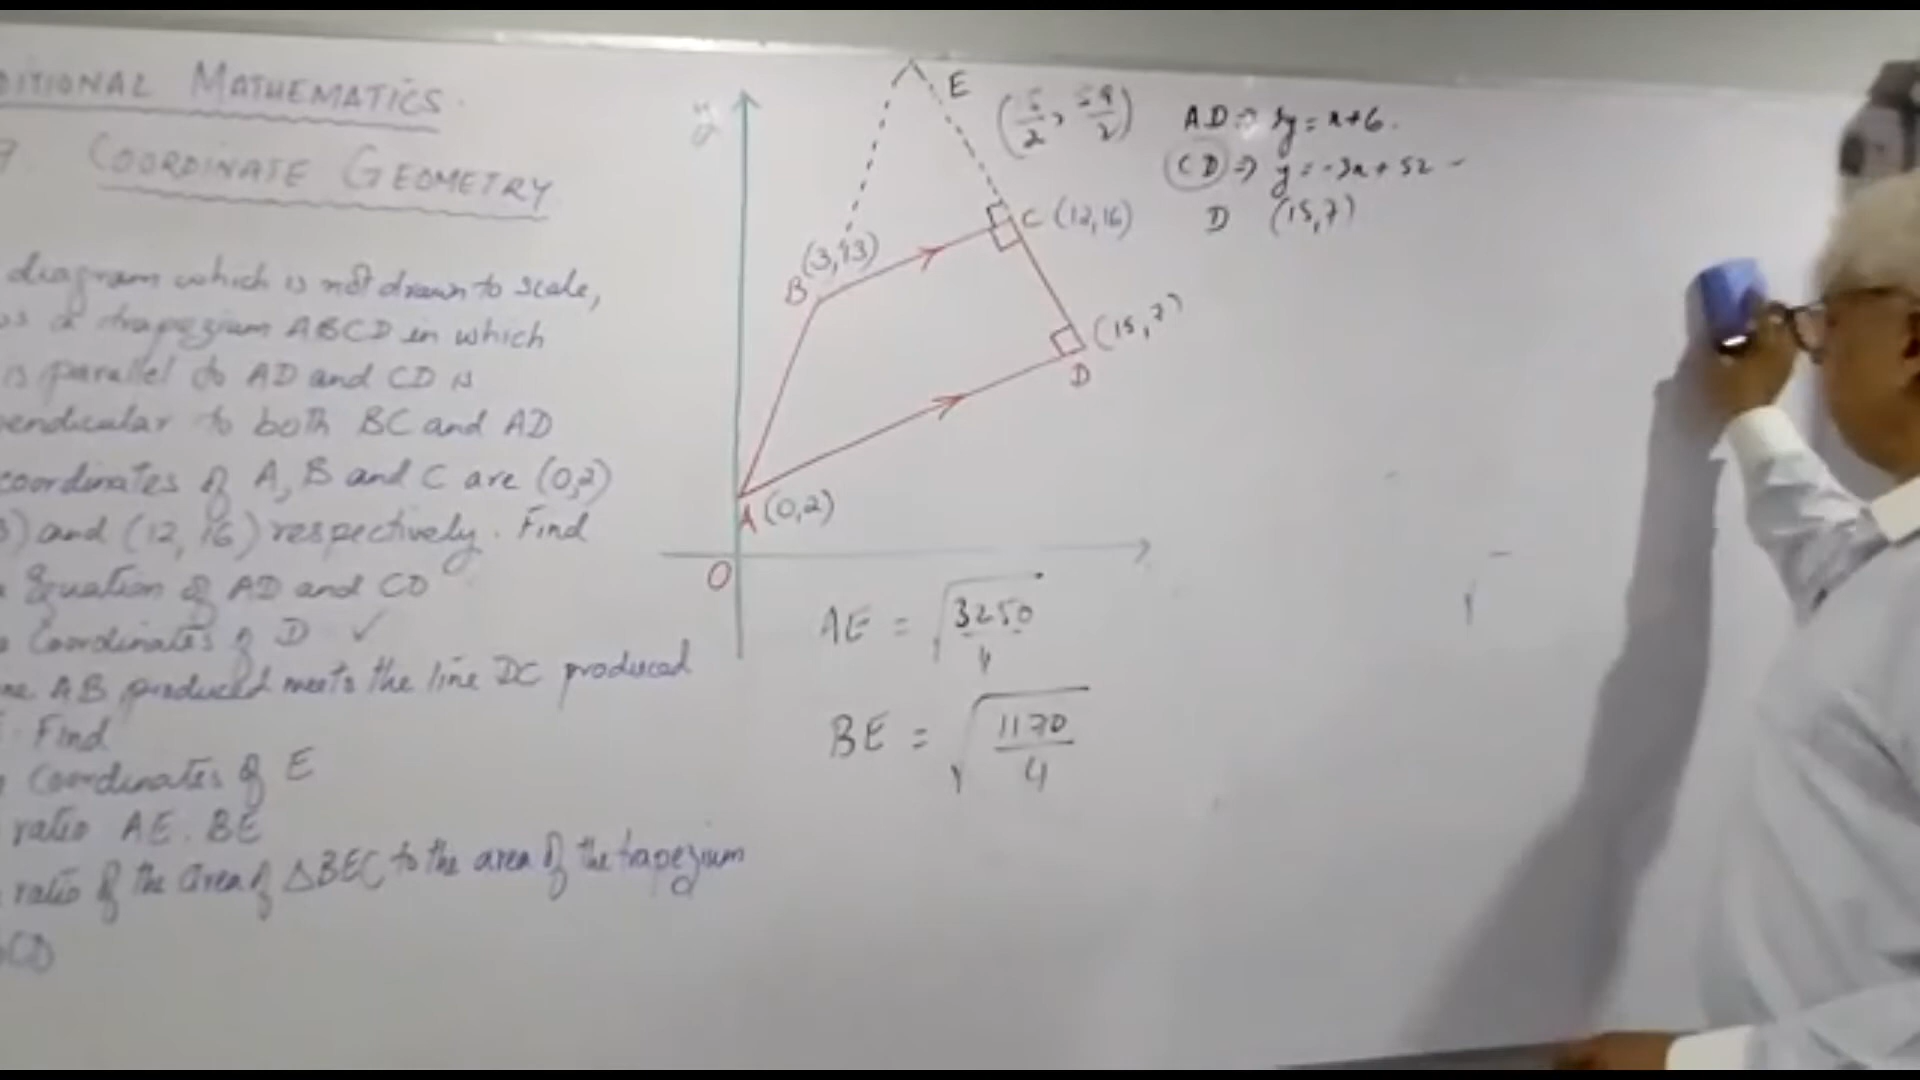 DITIONAL MATHEMATICS.
7. COORDINATE GEOMETRY
diagram which is not drawn to scale,
a trapezium ABCD in which
is parallel to AD and CD is
endicular to both BC and AD
coordinates of A, B and C are (0,2)
3) and (12, 16) respectively. Find
Equation of AD and CD
Coordinates of D ✓
ne AB produced meets the line DC produced
Find
Coordinates of E
ratio AE : BE
ratio of the area of △BEC to the area of the trapezium
CD
y
E
B (3,13)
C (12,16)
(15,7)
D
A (0,2)
O
AD ⇒ 3y = x+6.
CD ⇒ y = -3x + 52
D (15,7)
AE = √3250/4
BE = √1170/4